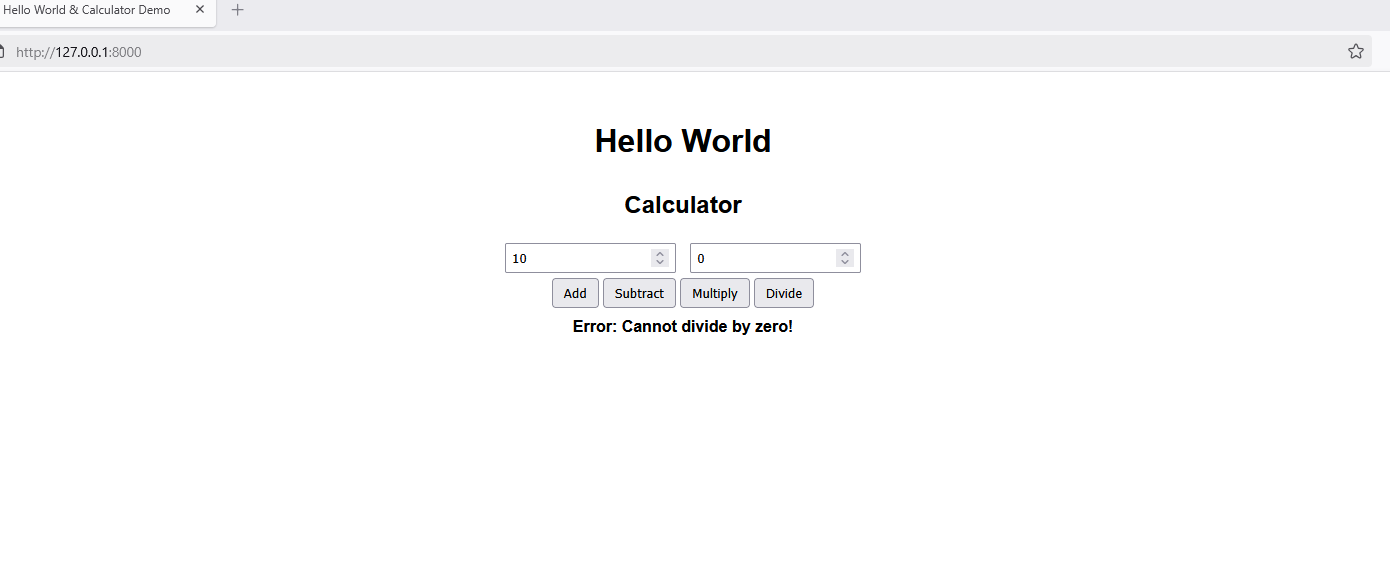 Hello World & Calculator Demo
http://127.0.0.1:8000
Hello World
Calculator
10 0
Add Subtract Multiply Divide
Error: Cannot divide by zero!